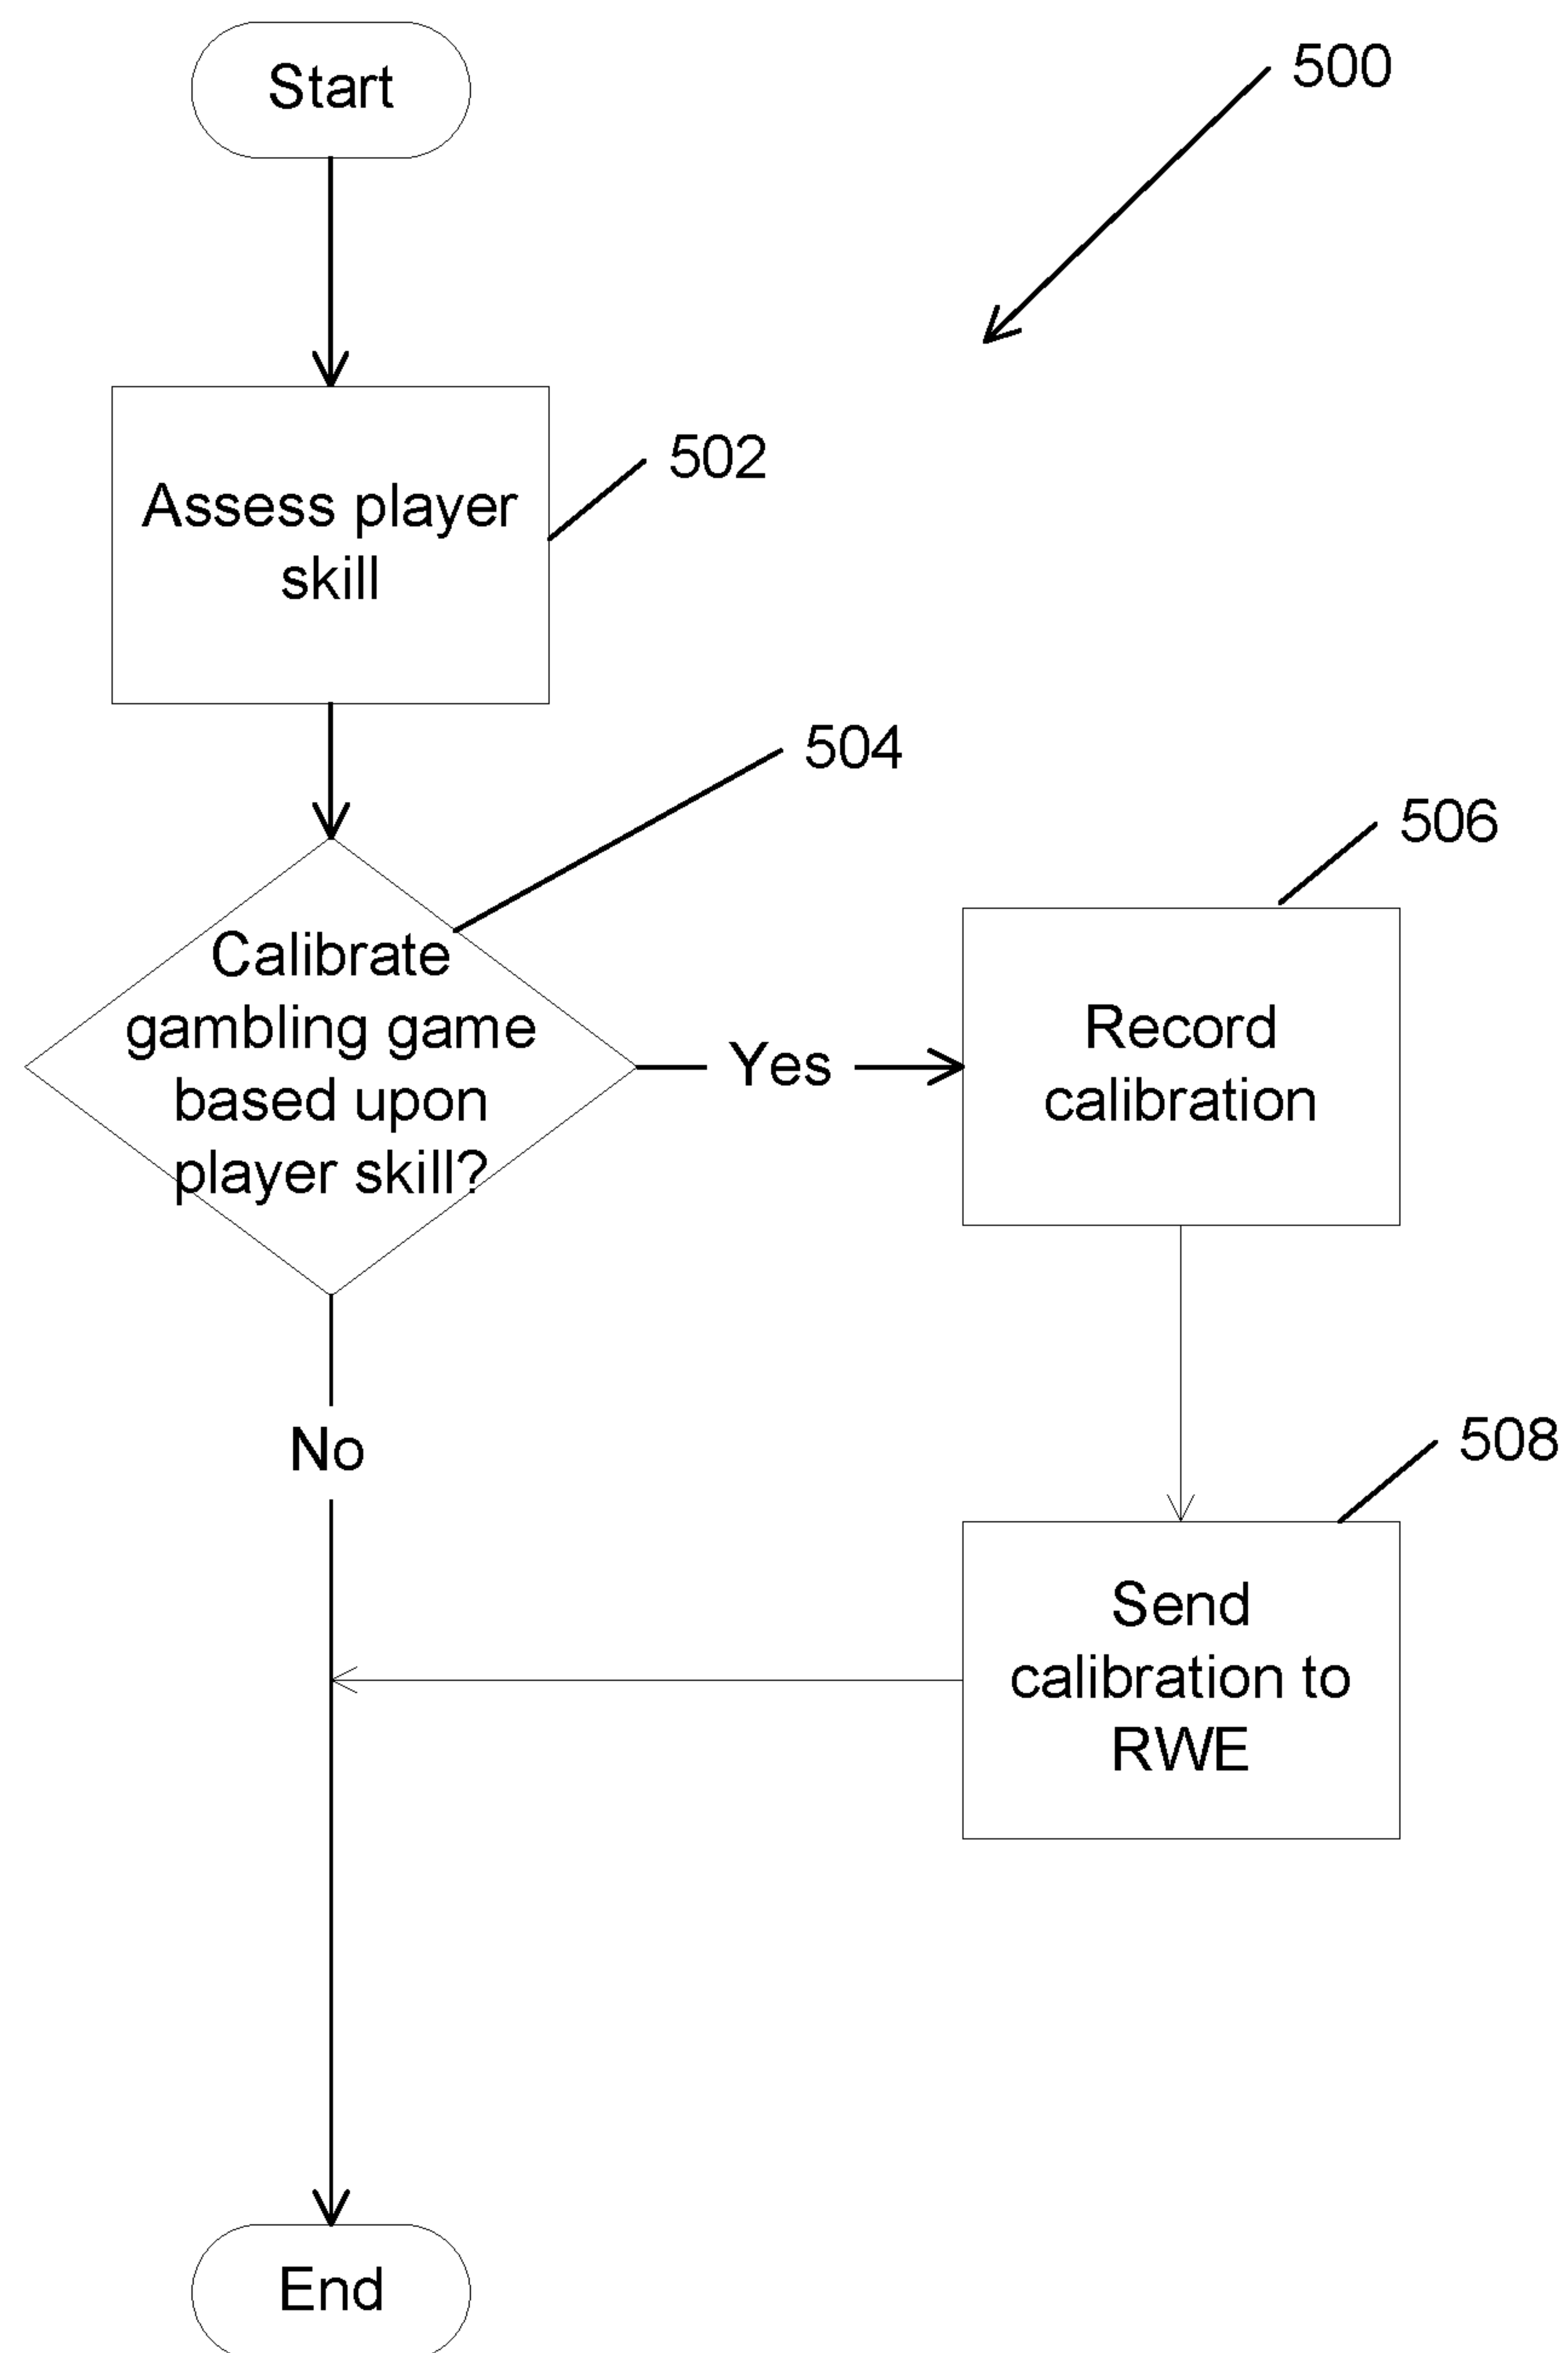 Start
500
Assess player
skill
502
504
Calibrate
gambling game
based upon
player skill?
Yes
506
Record
calibration
No
508
Send
calibration to
RWE
End